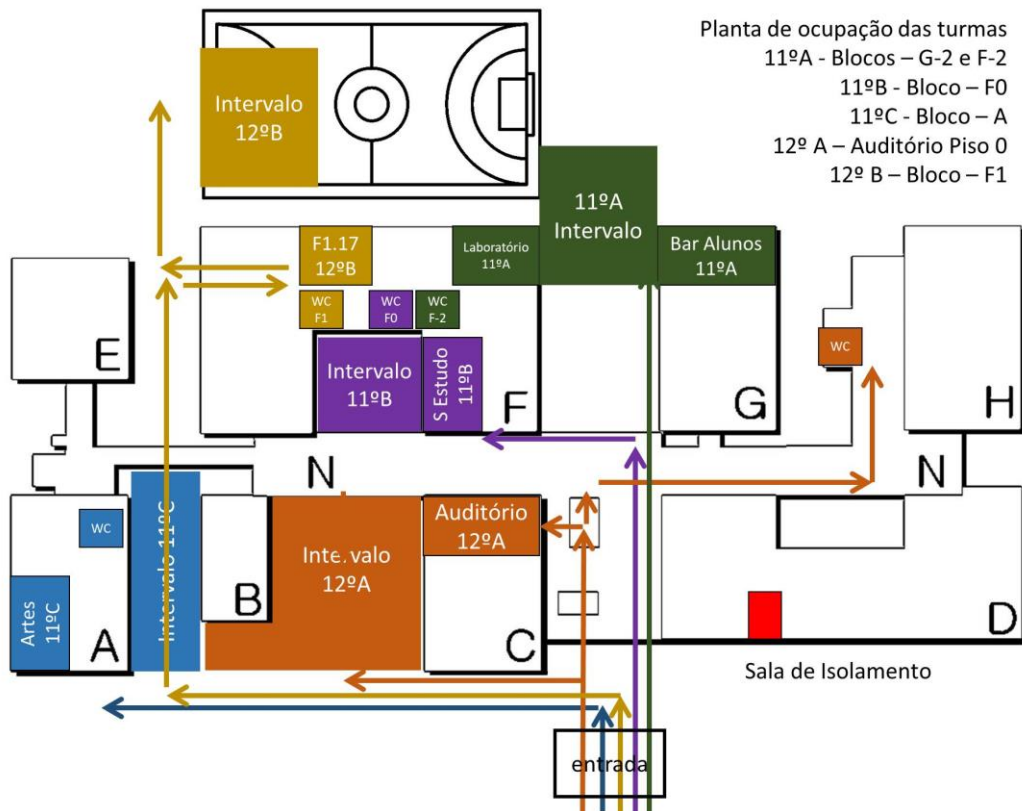 Planta de ocupação das turmas
11ºA - Blocos – G-2 e F-2
11ºB - Bloco – F0
11ºC - Bloco – A
12º A – Auditório Piso 0
12º B – Bloco – F1
Intervalo
12ºB
11ºA
Intervalo
F1.17
12ºB
Laboratório
11ºA
Bar Alunos
11ºA
WC
F1
WC
F0
WC
F-2
WC
E
Intervalo
11ºB
S Estudo
11ºB
F
G
H
N
N
WC
Artes
11ºC
A
Intervalo 11ºC
B
Intervalo
12ºA
Auditório
12ºA
C
D
Sala de Isolamento
entrada